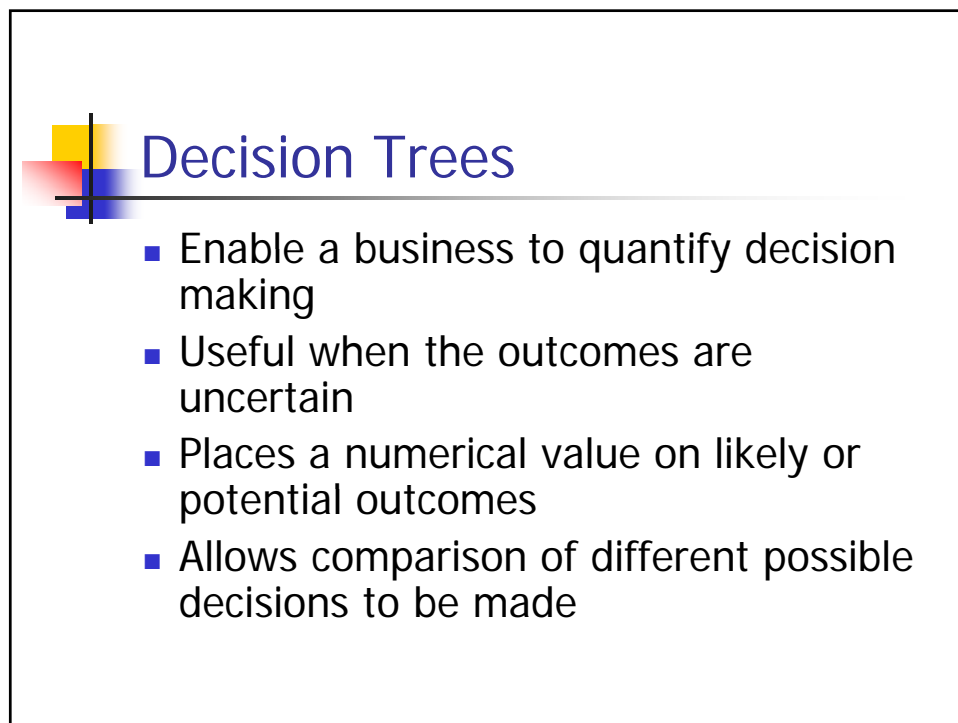 Decision Trees
■ Enable a business to quantify decision
making
■ Useful when the outcomes are
uncertain
■ Places a numerical value on likely or
potential outcomes
■ Allows comparison of different possible
decisions to be made